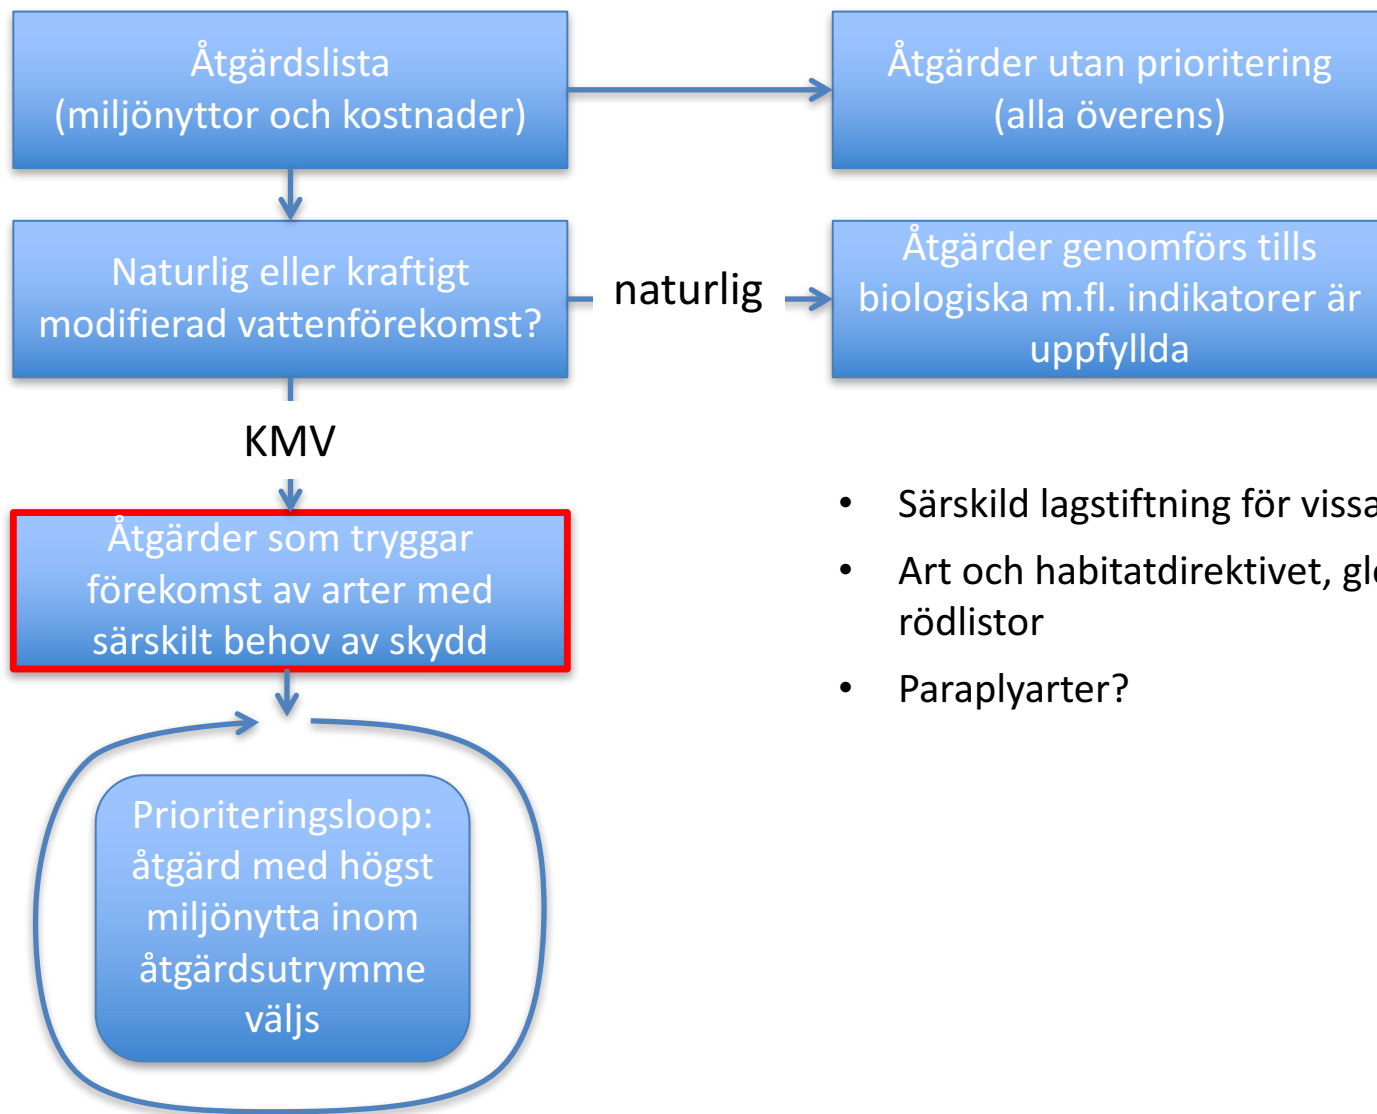 Åtgärdslista
(miljönyttor och kostnader)
Åtgärder utan prioritering
(alla överens)
Naturlig eller kraftigt
modifierad vattenförekomst?
naturlig
Åtgärder genomförs tills
biologiska m.fl. indikatorer är
uppfyllda
KMV
Åtgärder som tryggar
förekomst av arter med
särskilt behov av skydd
• Särskild lagstiftning för vissa
• Art och habitatdirektivet,
rödlistor
• Paraplyarter?
Prioriteringsloop:
åtgärd med högst
miljönytta inom
åtgärdsutrymme
väljs